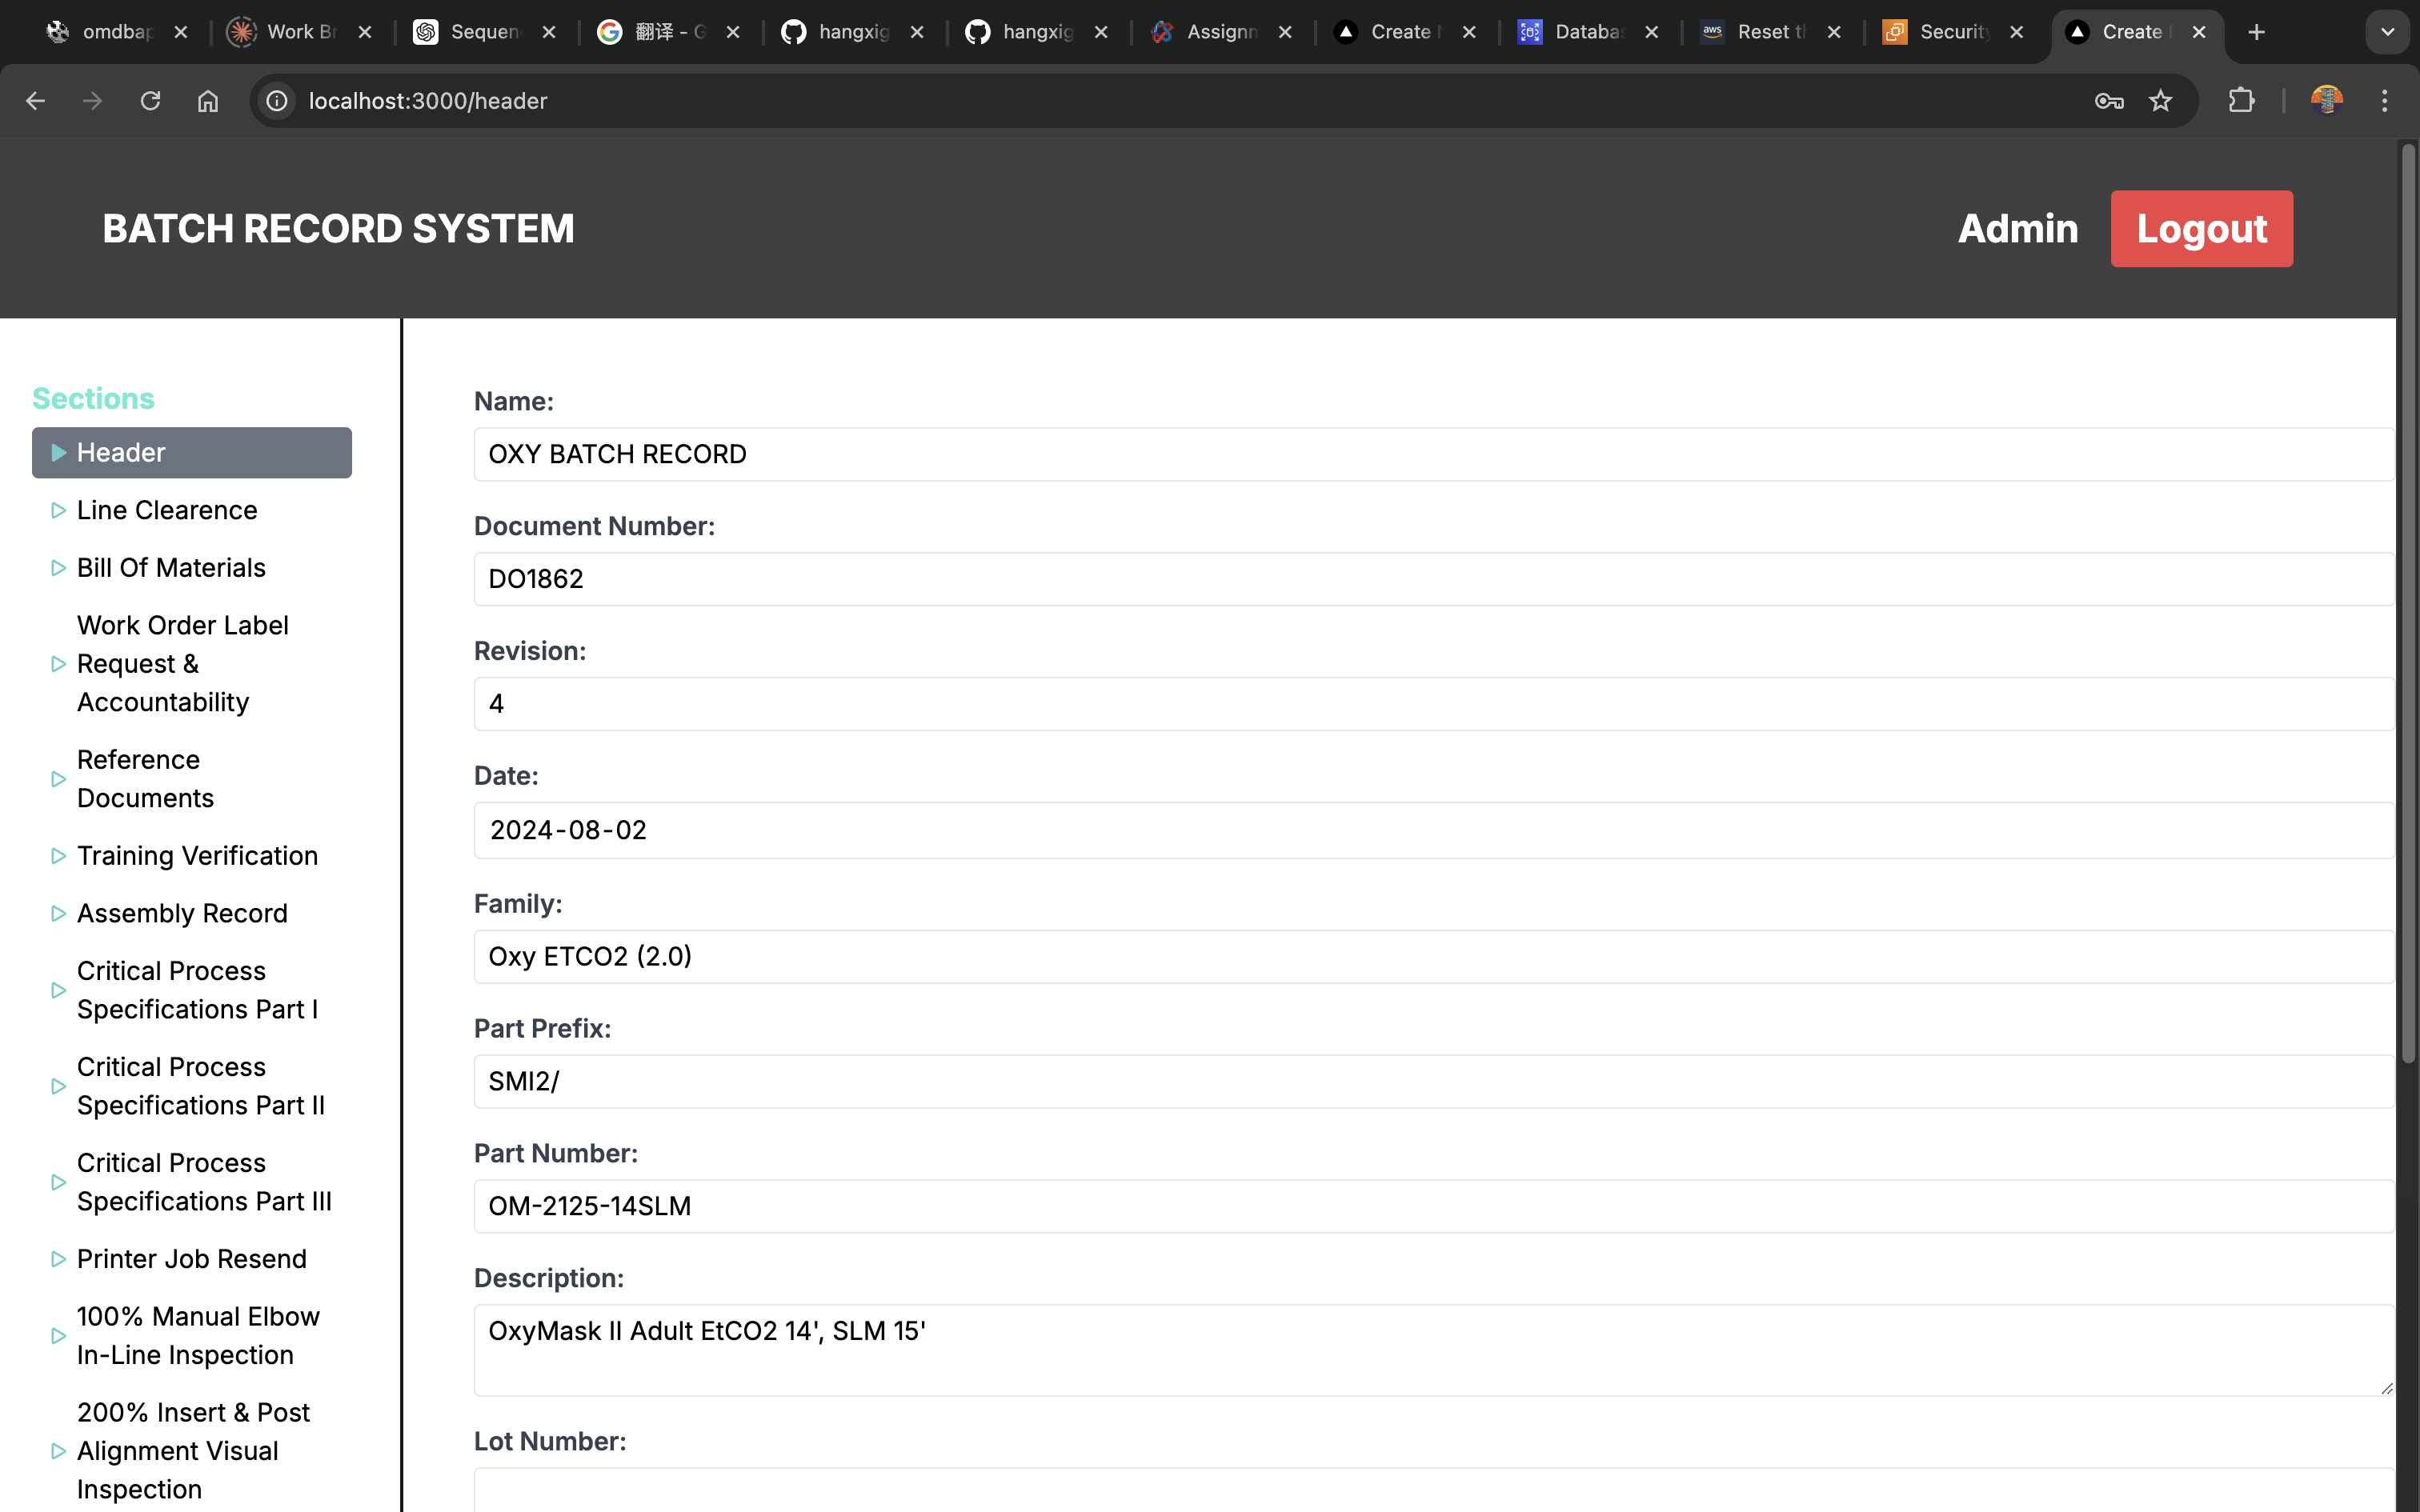 omdbap
Work Br
Sequen
翻译 - G
hangxig
hangxig
Assignm
Create
Databas
aws
Reset th
Security
Create
localhost:3000/header
BATCH RECORD SYSTEM
Admin
Logout
Sections
Header
Line Clearence
Bill Of Materials
Work Order Label
Request &
Accountability
Reference
Documents
Training Verification
Assembly Record
Critical Process
Specifications Part I
Critical Process
Specifications Part II
Critical Process
Specifications Part III
Printer Job Resend
100% Manual Elbow
In-Line Inspection
200% Insert & Post
Alignment Visual
Inspection
Name:
OXY BATCH RECORD
Document Number:
DO1862
Revision:
4
Date:
2024-08-02
Family:
Oxy ETCO2 (2.0)
Part Prefix:
SMI2/
Part Number:
OM-2125-14SLM
Description:
OxyMask II Adult EtCO2 14', SLM 15'
Lot Number: